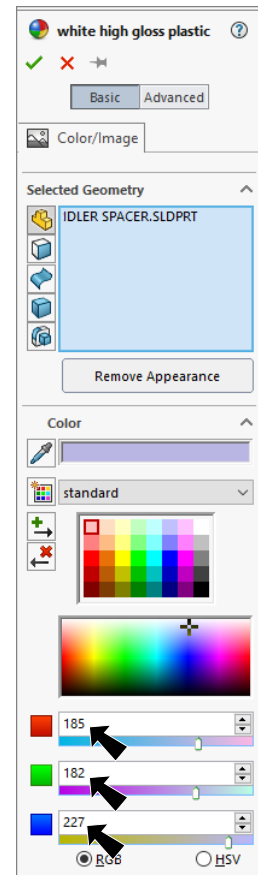 white high gloss plastic
Basic Advanced
Color/Image
Selected Geometry
IDLER SPACER.SLDPRT
Remove Appearance
Color
standard
185
182
227
RGB HSV